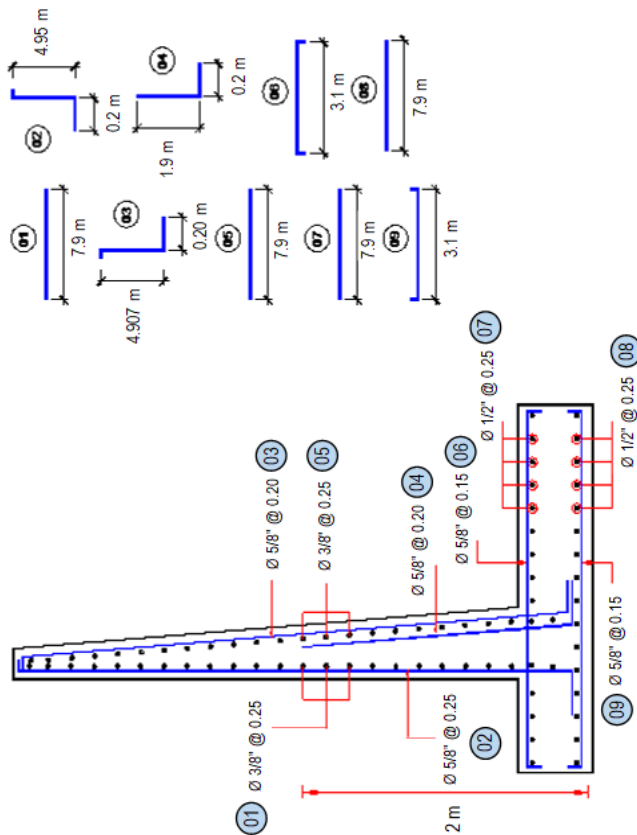 01
7.9 m
02
4.95 m
0.2 m
03
4.907 m
0.20 m
04
1.9 m
0.2 m
05
7.9 m
06
3.1 m
07
7.9 m
08
7.9 m
09
3.1 m
01 Ø 3/8" @ 0.25
Ø 5/8" @ 0.20 03
Ø 3/8" @ 0.25 05
Ø 5/8" @ 0.20 04
Ø 5/8" @ 0.25
02
2 m
Ø 5/8" @ 0.15 06
Ø 1/2" @ 0.25 07
09 Ø 5/8" @ 0.15
Ø 1/2" @ 0.25 08